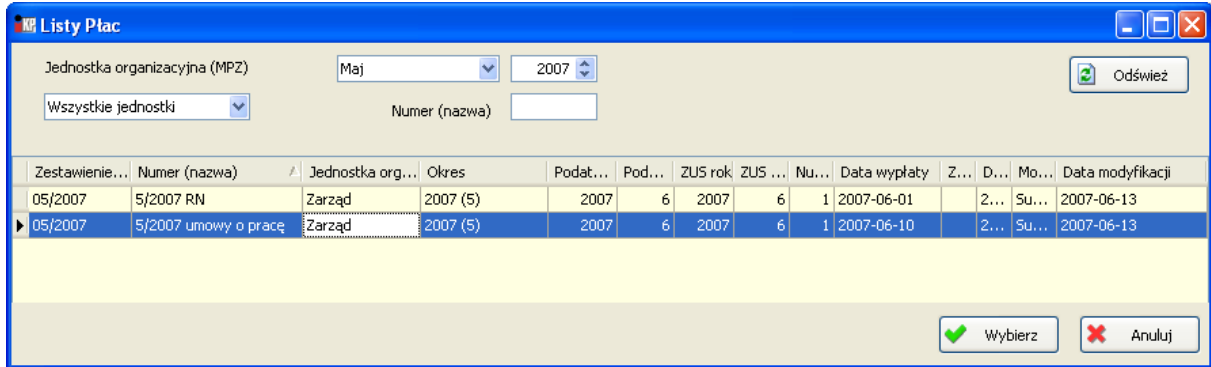 KP Listy Płac
Jednostka organizacyjna (MPZ) Maj 2007 Odśwież
Wszystkie jednostki Numer (nazwa)
Zestawienie... Numer (nazwa) Jednostka org... Okres Podat... Pod... ZUS rok ZUS ... Nu... Data wypłaty Z... D... Mo... Data modyfikacji
05/2007 5/2007 RN Zarząd 2007 (5) 2007 6 2007 6 1 2007-06-01 2... Su... 2007-06-13
05/2007 5/2007 umowy o pracę Zarząd 2007 (5) 2007 6 2007 6 1 2007-06-10 2... Su... 2007-06-13
Wybierz Anuluj